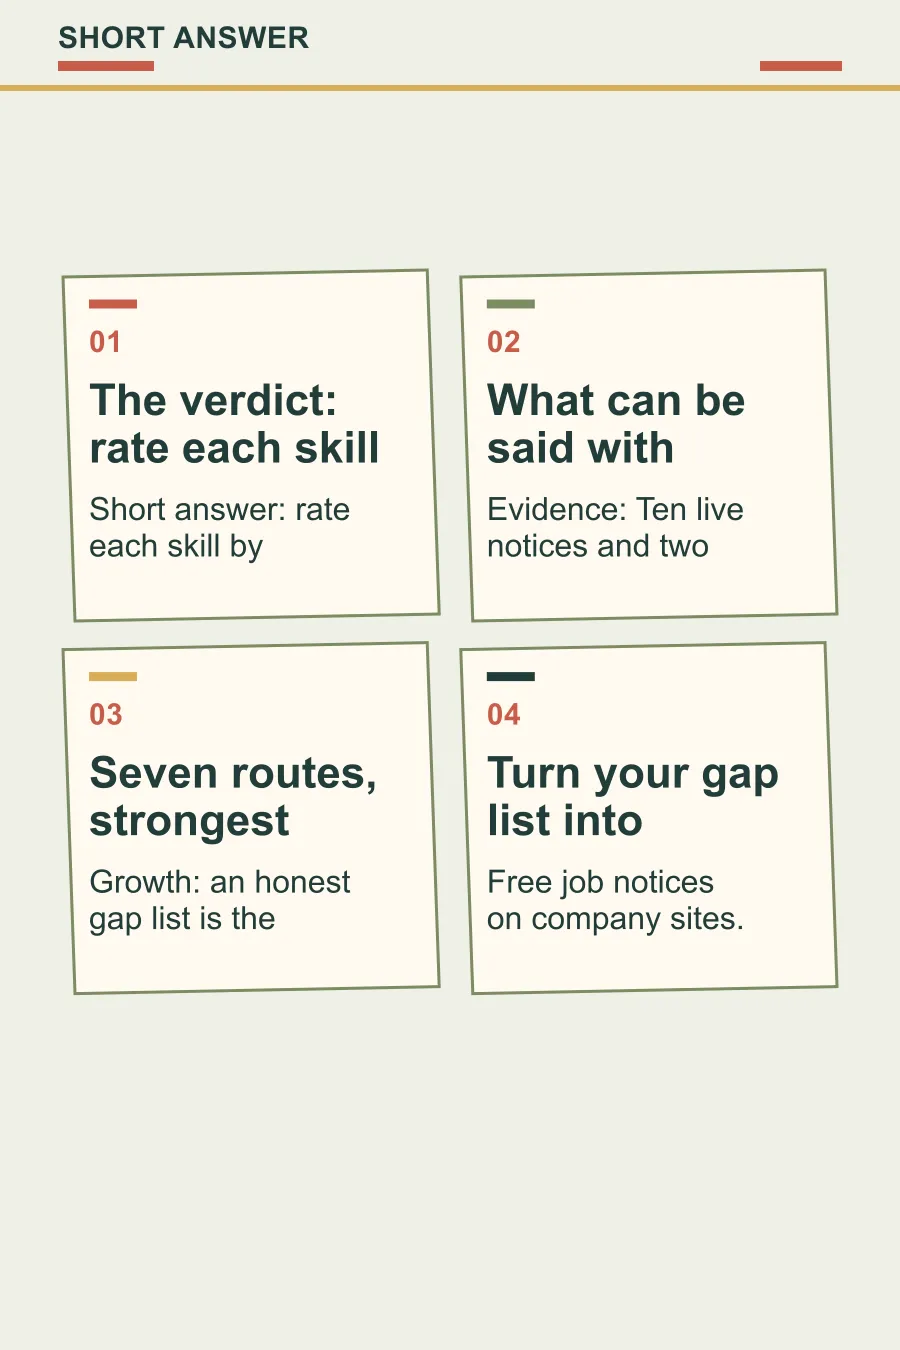 SHORT ANSWER
01
The verdict:
rate each skill
Short answer: rate
each skill by
02
What can be
said with
Evidence: Ten live
notices and two
03
Seven routes,
strongest
Growth: an honest
gap list is the
04
Turn your gap
list into
Free job notices
on company sites.